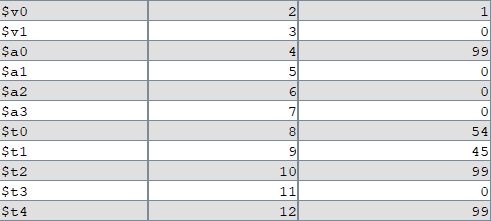 $v0 2 1
$v1 3 0
$a0 4 99
$a1 5 0
$a2 6 0
$a3 7 0
$t0 8 54
$t1 9 45
$t2 10 99
$t3 11 0
$t4 12 99